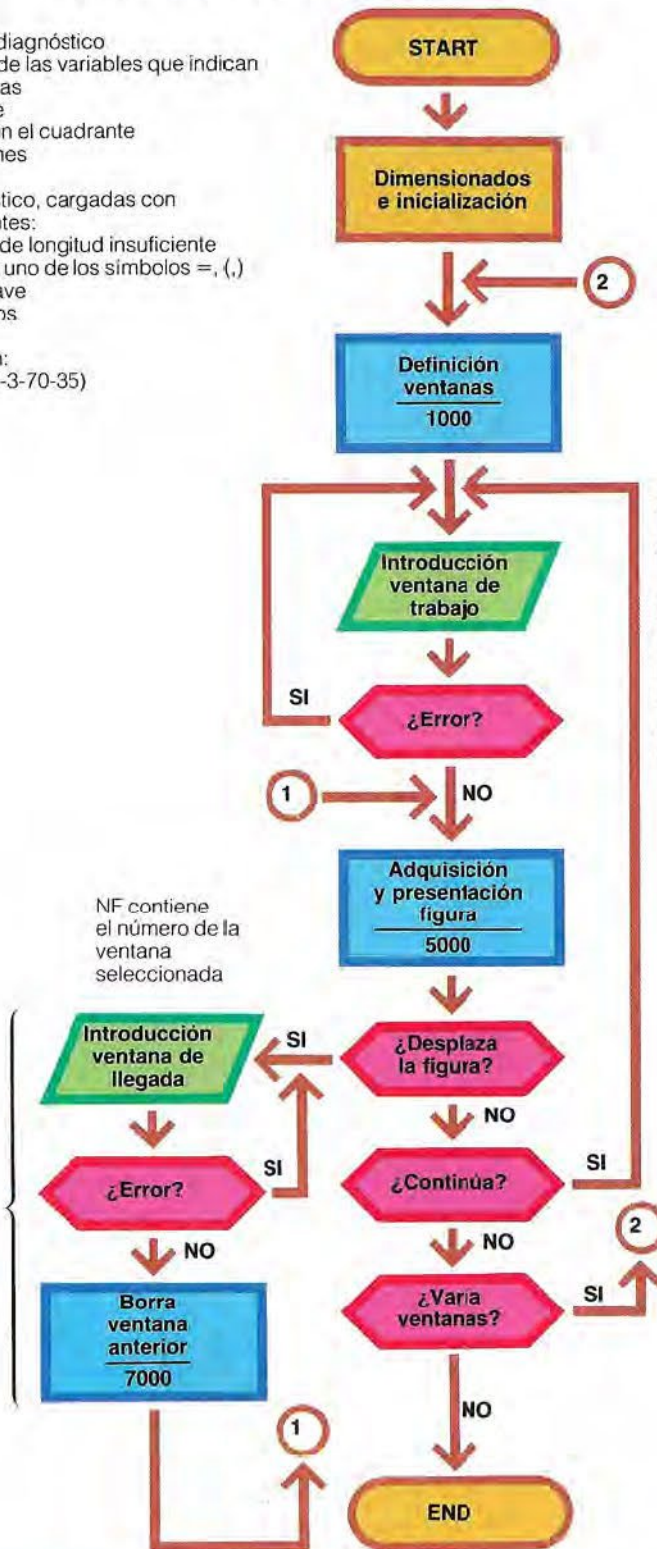 diagnóstico
de las variables que indican
as
e
n el cuadrante
nes
tico, cargadas con
ntes:
de longitud insuficiente
uno de los símbolos =, (,)
ave
os
n:
-3-70-35)
START
Dimensionados
e inicialización
2
Definición
ventanas
1000
Introducción
ventana de
trabajo
SI
¿Error?
1
NO
Adquisición
y presentación
figura
5000
NF contiene
el número de la
ventana
seleccionada
Introducción
ventana de
llegada
SI
¿Desplaza
la figura?
NO
¿Error?
SI
¿Continúa?
SI
NO
NO
2
Borra
ventana
anterior
7000
¿Varía
ventanas?
SI
NO
1
END